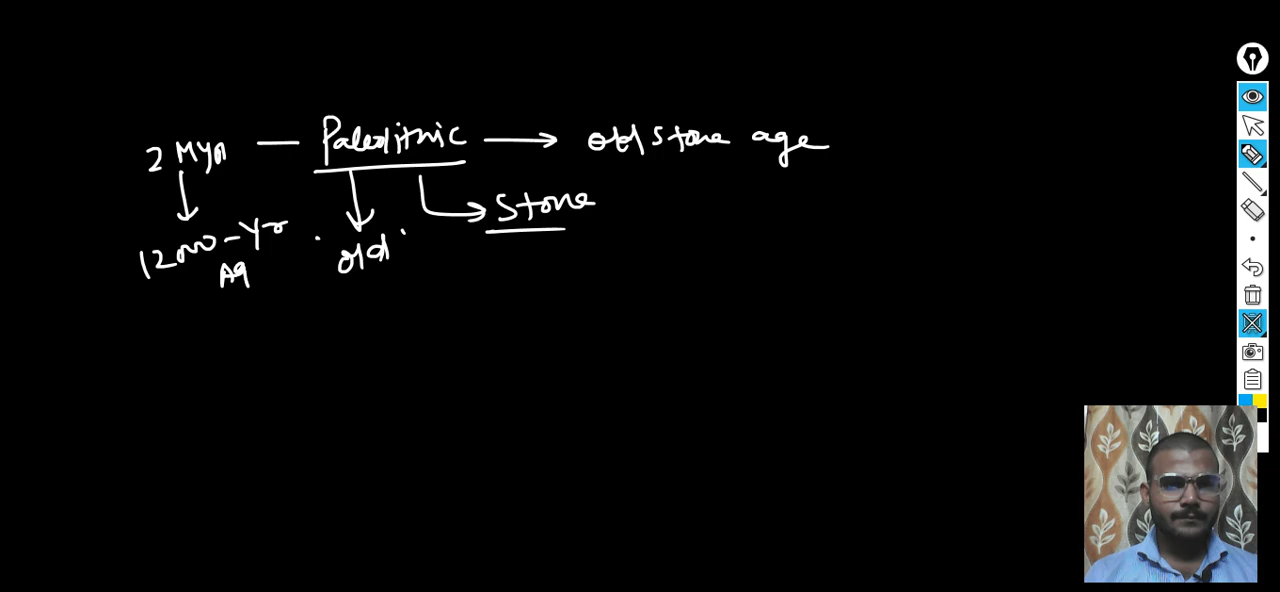 2 Mya — Paleolithic → old stone age
Stone
12000-Yr
old
Ag